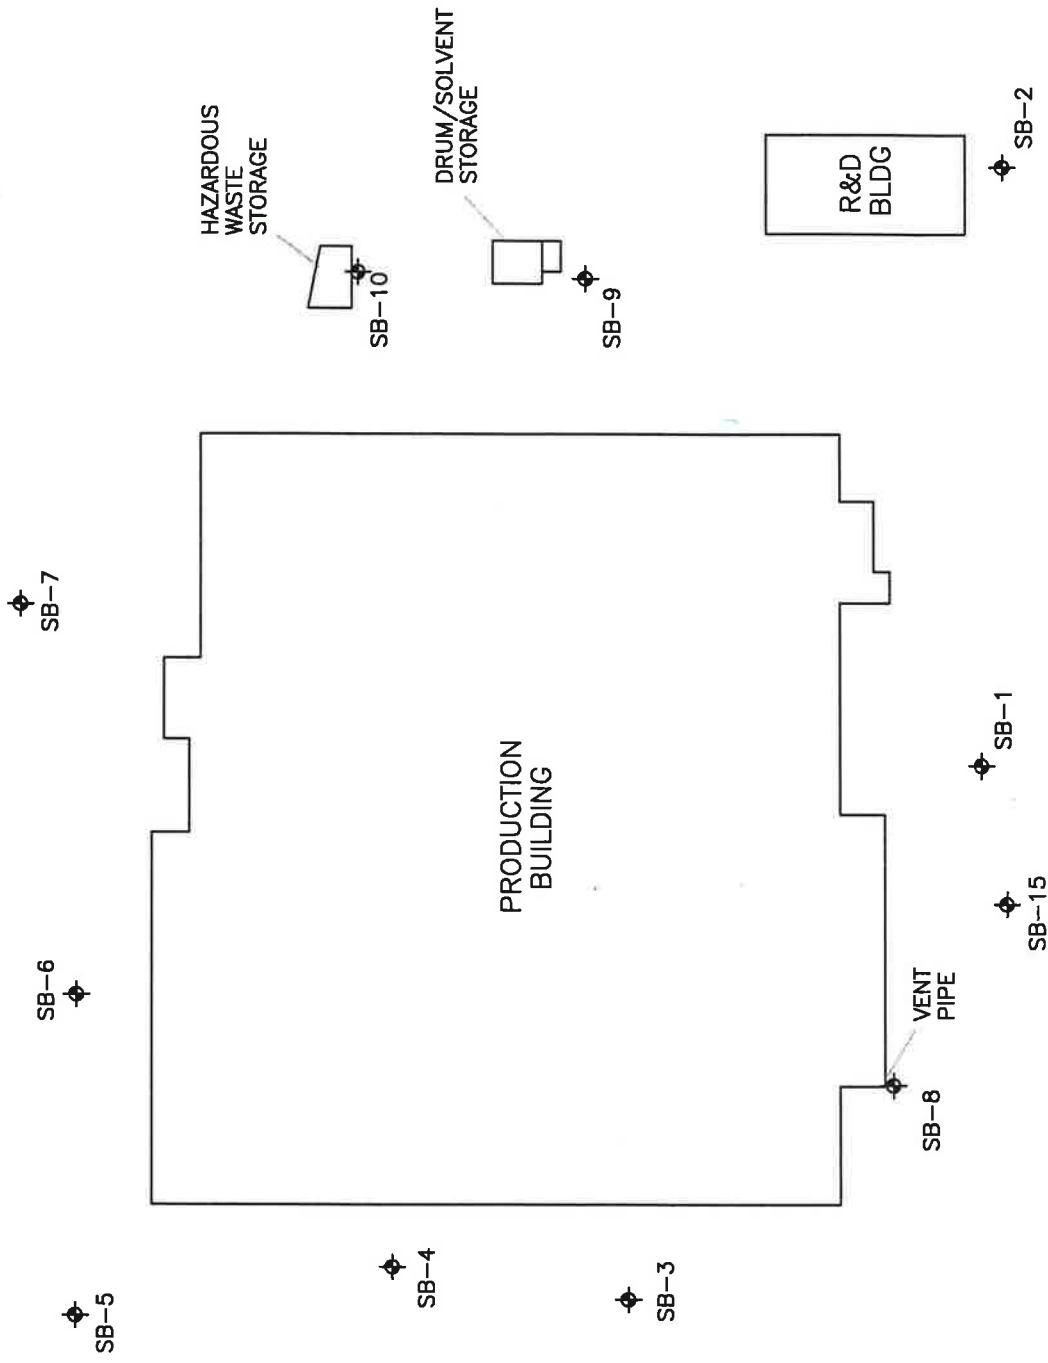 HAZARDOUS
WASTE
STORAGE
DRUM/SOLVENT
STORAGE
SB-2
R&D
BLDG
SB-10
SB-9
SB-7
SB-1
PRODUCTION
BUILDING
SB-15
SB-6
VENT
PIPE
SB-8
SB-4
SB-3
SB-5